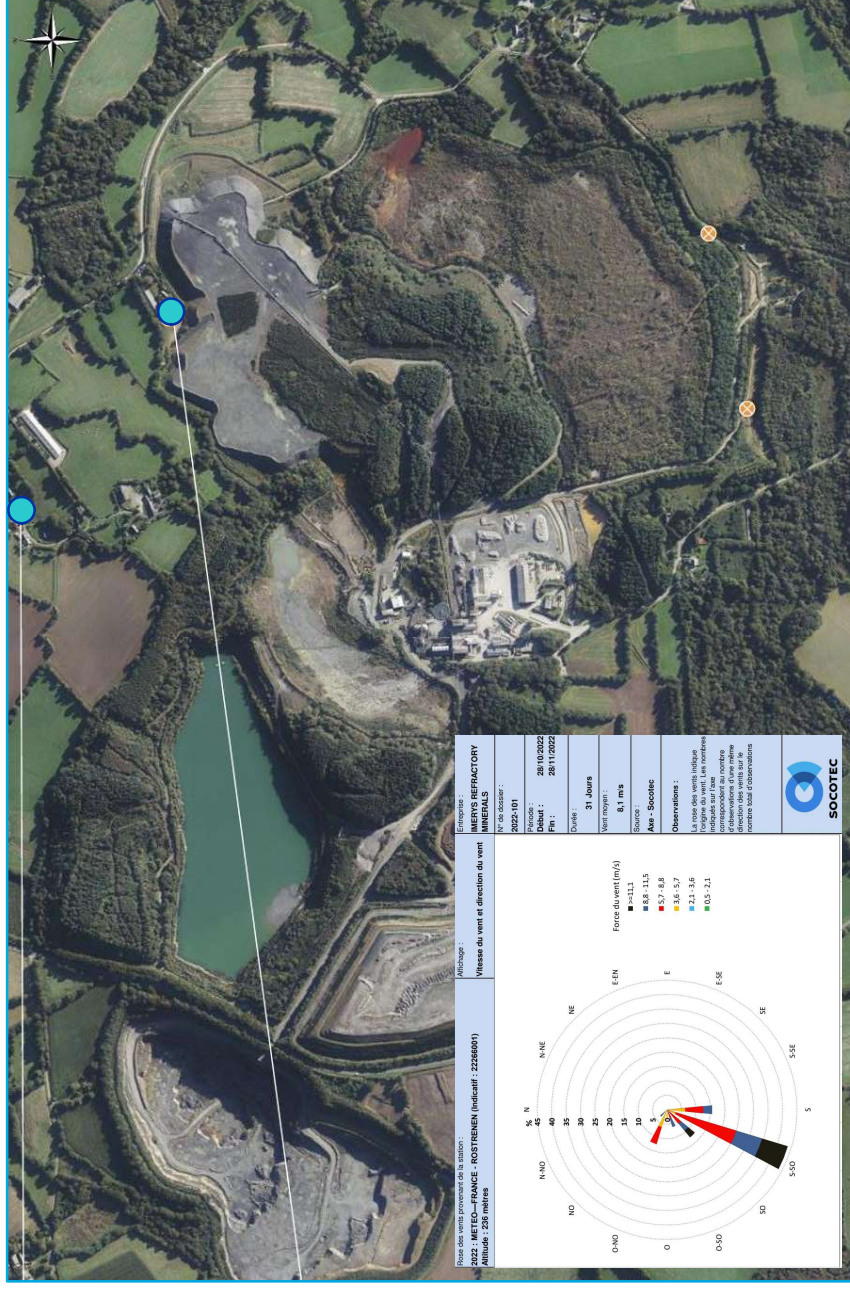 Rose des vents provenant de la station :
2022 : METEO—FRANCE - ROSTRENEN (Indicatif : 22266001)
Altitude : 236 mètres
Affichage :
Vitesse du vent et direction du vent
Entreprise :
IMERYS REFRACTORY
MINERALS
N° de dossier :
2022-101
Période :
Début : 28/10/2022
Fin : 28/11/2022
Durée :
31 Jours
Vent moyen :
8,1 m/s
Source :
Axe - Socotec
Observations :
La rose des vents indique
l'origine du vent. Les nombres
indiqués sur l'axe
correspondent au nombre
d'observations d'une même
direction des vents sur le
nombre total d'observations
SOCOTEC
N
N-NE
NE
E-EN
E
E-SE
SE
S-SE
S
S-SO
SO
O-SO
O
O-NO
NO
N-NO
%
45
40
35
30
25
20
15
10
5
0
Force du vent (m/s)
>=11,1
8,8 - 11,5
5,7 - 8,8
3,6 - 5,7
2,1 - 3,6
0,5 - 2,1